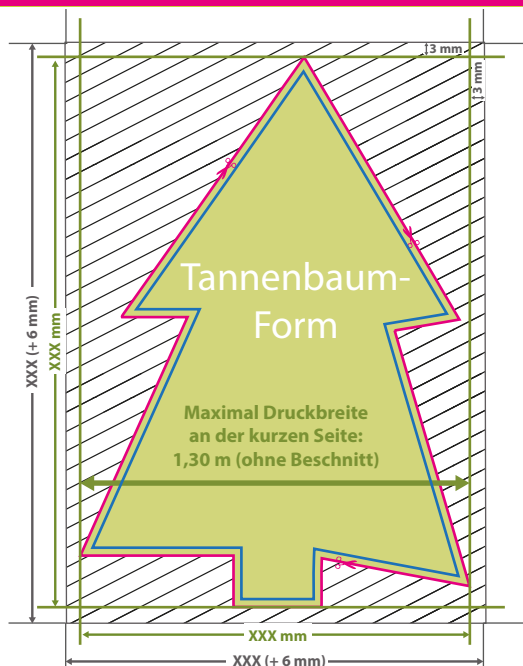 3 mm
3 mm
XXX (+ 6 mm)
XXX mm
Tannenbaum-
Form
Maximal Druckbreite
an der kurzen Seite:
1,30 m (ohne Beschnitt)
XXX mm
XXX (+ 6 mm)